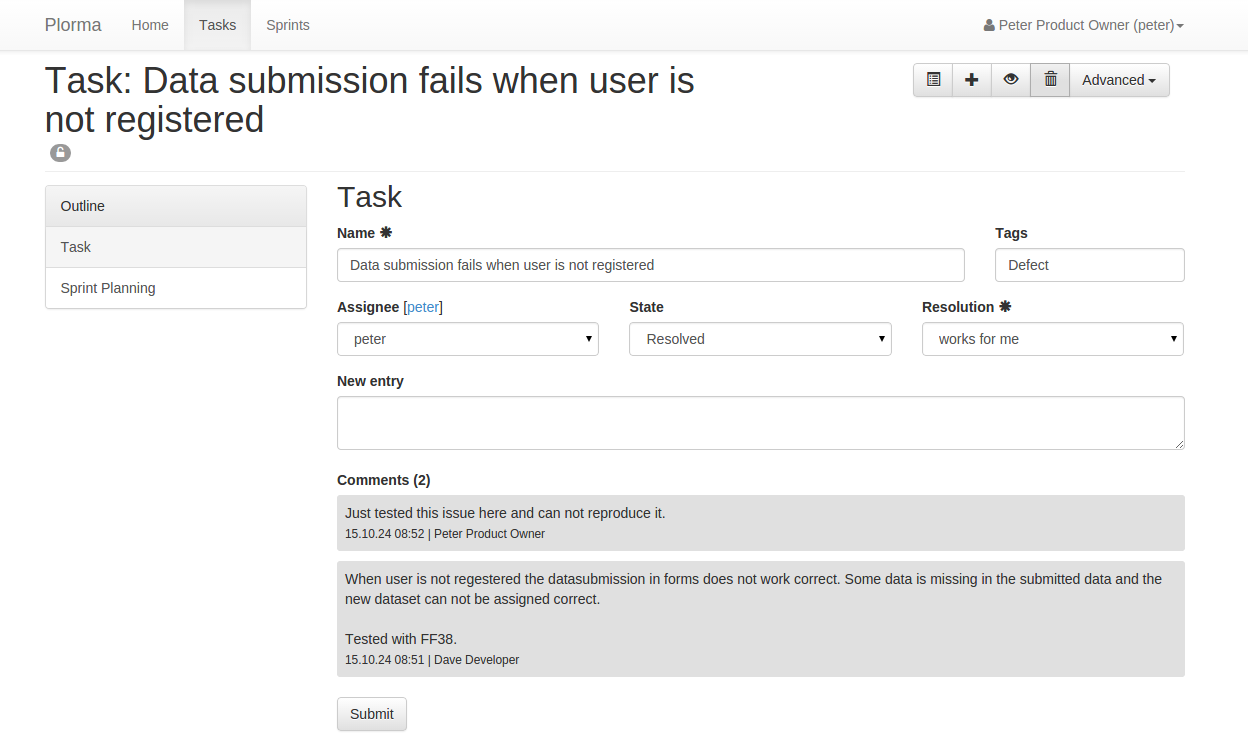 Plorma Home Tasks Sprints Peter Product Owner (peter)
Task: Data submission fails when user is
not registered
Advanced
Outline
Task
Sprint Planning
Task
Name ✱ Tags
Data submission fails when user is not registered Defect
Assignee [peter] State Resolution ✱
peter Resolved works for me
New entry
Comments (2)
Just tested this issue here and can not reproduce it.
15.10.24 08:52 | Peter Product Owner
When user is not regestered the datasubmission in forms does not work correct. Some data is missing in the submitted data and the
new dataset can not be assigned correct.
Tested with FF38.
15.10.24 08:51 | Dave Developer
Submit